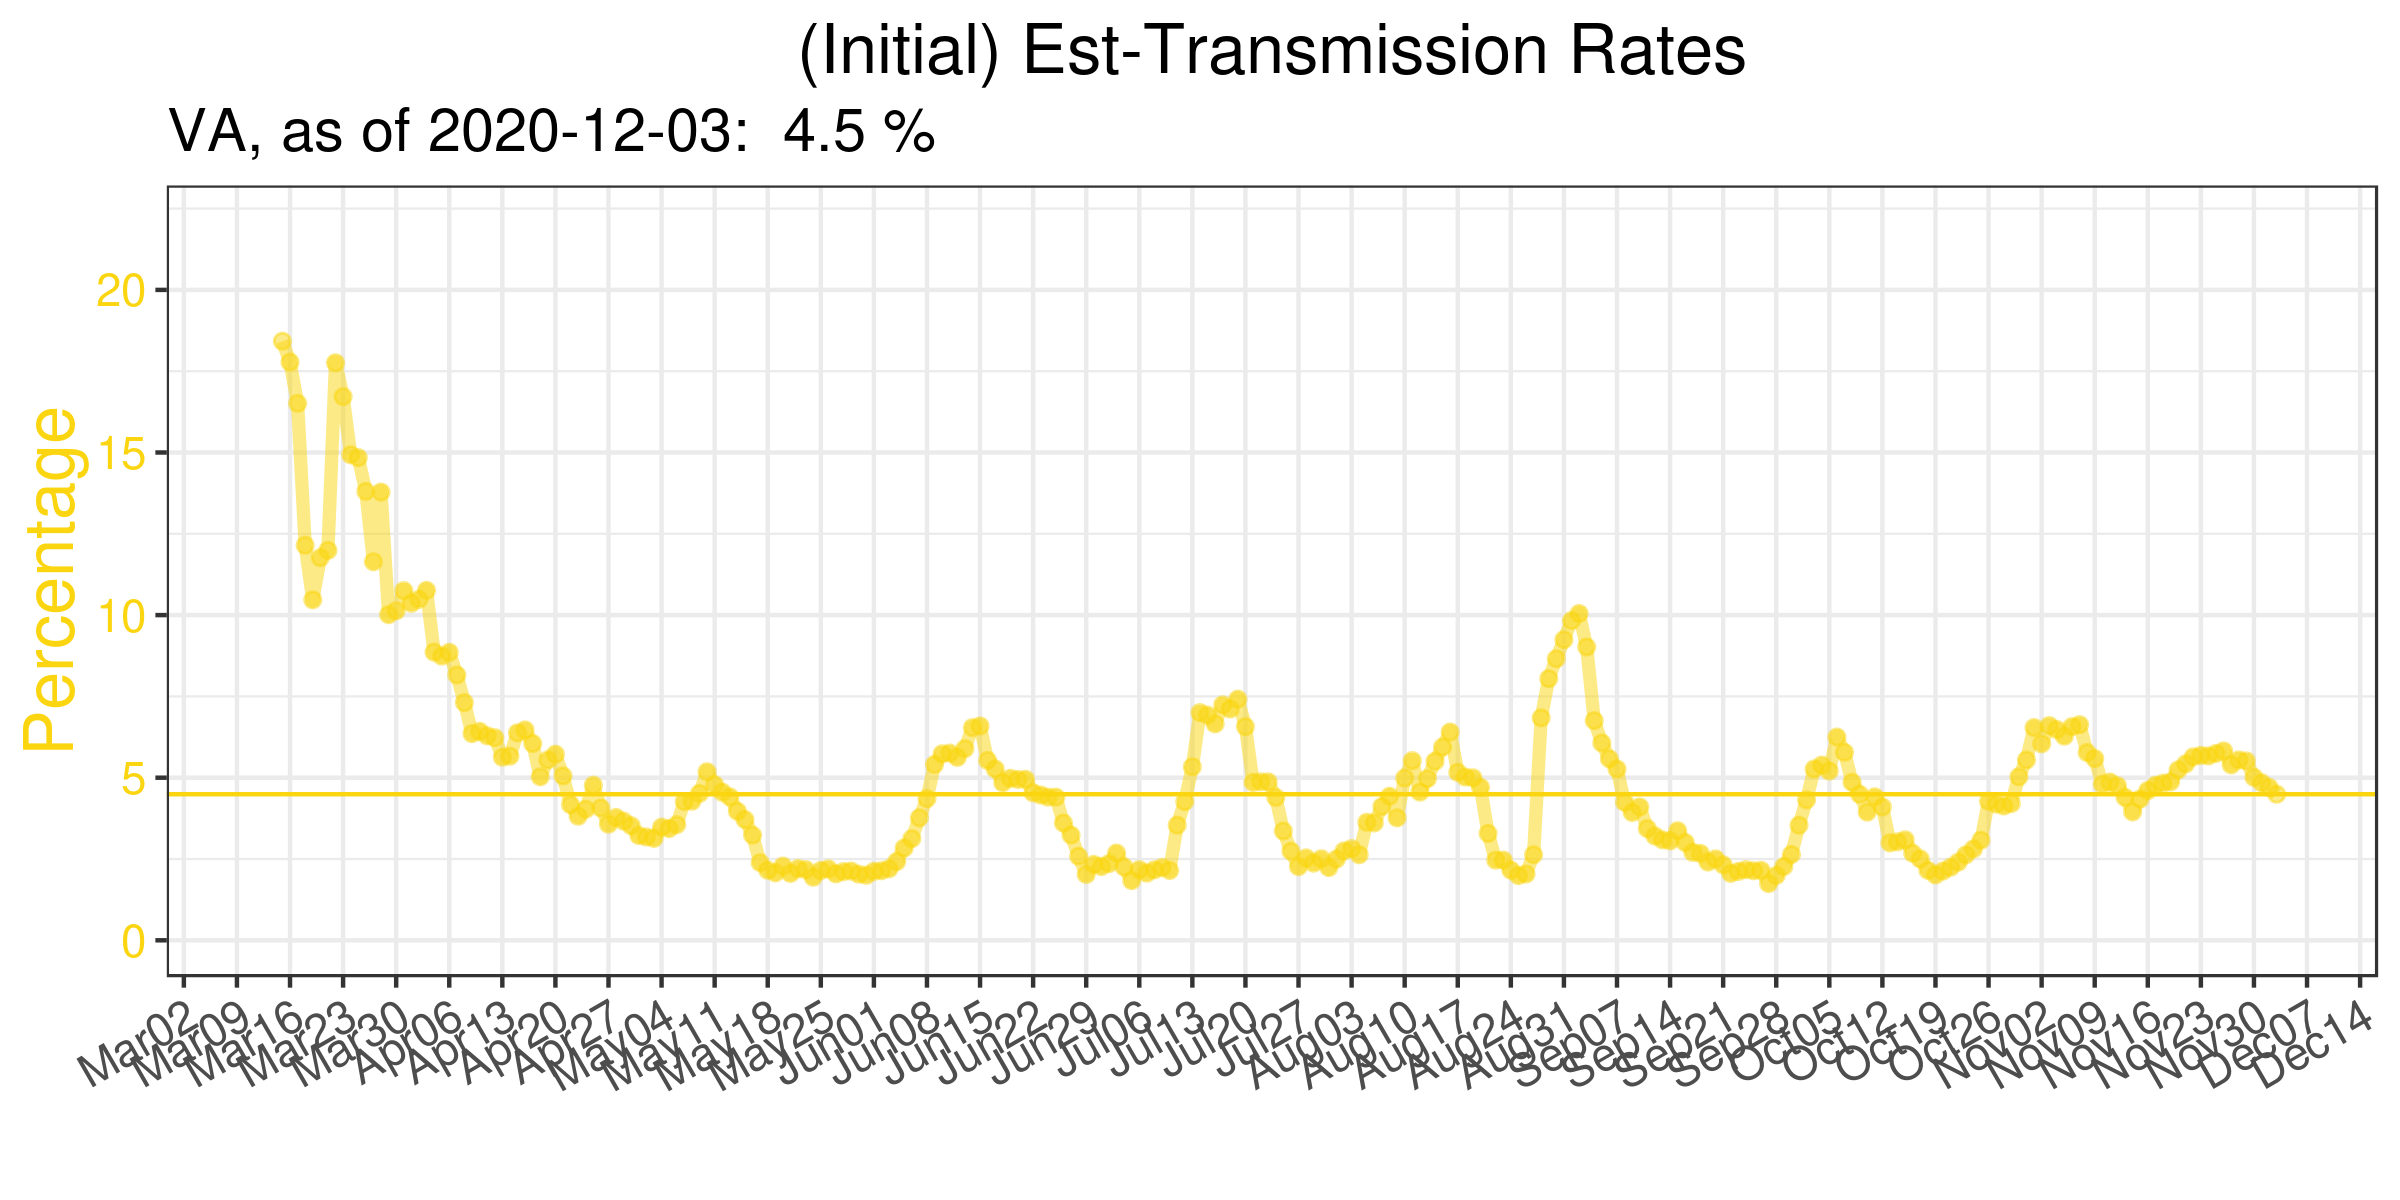 (Initial) Est-Transmission Rates
VA, as of 2020-12-03:  4.5 %
Percentage
20
15
10
5
0
Mar02
Mar09
Mar16
Mar23
Mar30
Apr06
Apr13
Apr20
Apr27
May04
May11
May18
May25
Jun01
Jun08
Jun15
Jun22
Jun29
Jul06
Jul13
Jul20
Jul27
Aug03
Aug10
Aug17
Aug24
Aug31
Sep07
Sep14
Sep21
Sep28
Oct05
Oct12
Oct19
Oct26
Nov02
Nov09
Nov16
Nov23
Nov30
Dec07
Dec14